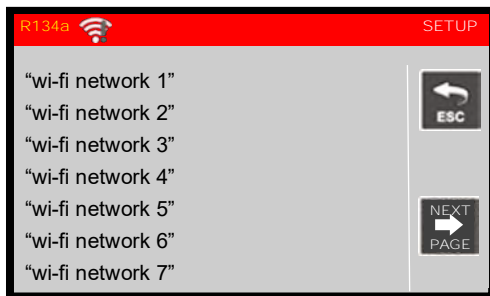 R134a SETUP
“wi-fi network 1”
“wi-fi network 2”
“wi-fi network 3”
“wi-fi network 4”
“wi-fi network 5”
“wi-fi network 6”
“wi-fi network 7”
ESC
NEXT
PAGE